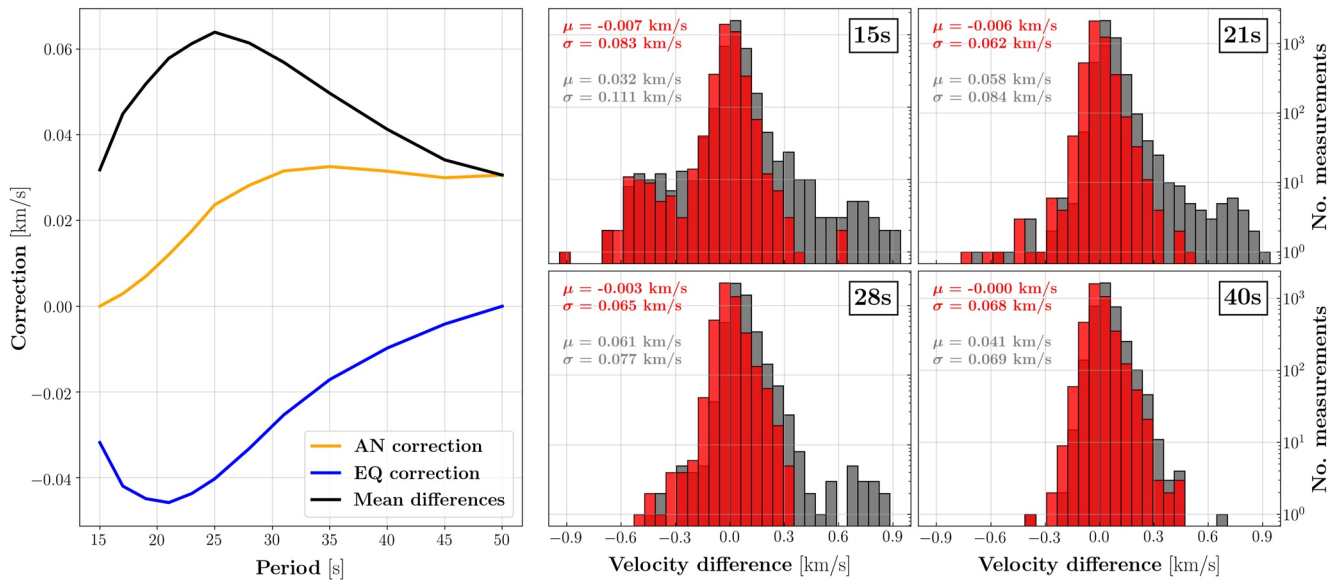 0.06
0.04
0.02
0.00
−0.02
−0.04
Correction [km/s]
15
20
25
30
35
40
45
50
Period [s]
AN correction
EQ correction
Mean differences
μ = -0.007 km/s
σ = 0.083 km/s
μ = 0.032 km/s
σ = 0.111 km/s
15s
μ = -0.006 km/s
σ = 0.062 km/s
μ = 0.058 km/s
σ = 0.084 km/s
21s
10³
10²
10¹
10⁰
No. measurements
μ = -0.003 km/s
σ = 0.065 km/s
μ = 0.061 km/s
σ = 0.077 km/s
28s
μ = -0.000 km/s
σ = 0.068 km/s
μ = 0.041 km/s
σ = 0.069 km/s
40s
10³
10²
10¹
10⁰
No. measurements
−0.9
−0.6
−0.3
0.0
0.3
0.6
0.9
Velocity difference [km/s]
−0.9
−0.6
−0.3
0.0
0.3
0.6
0.9
Velocity difference [km/s]